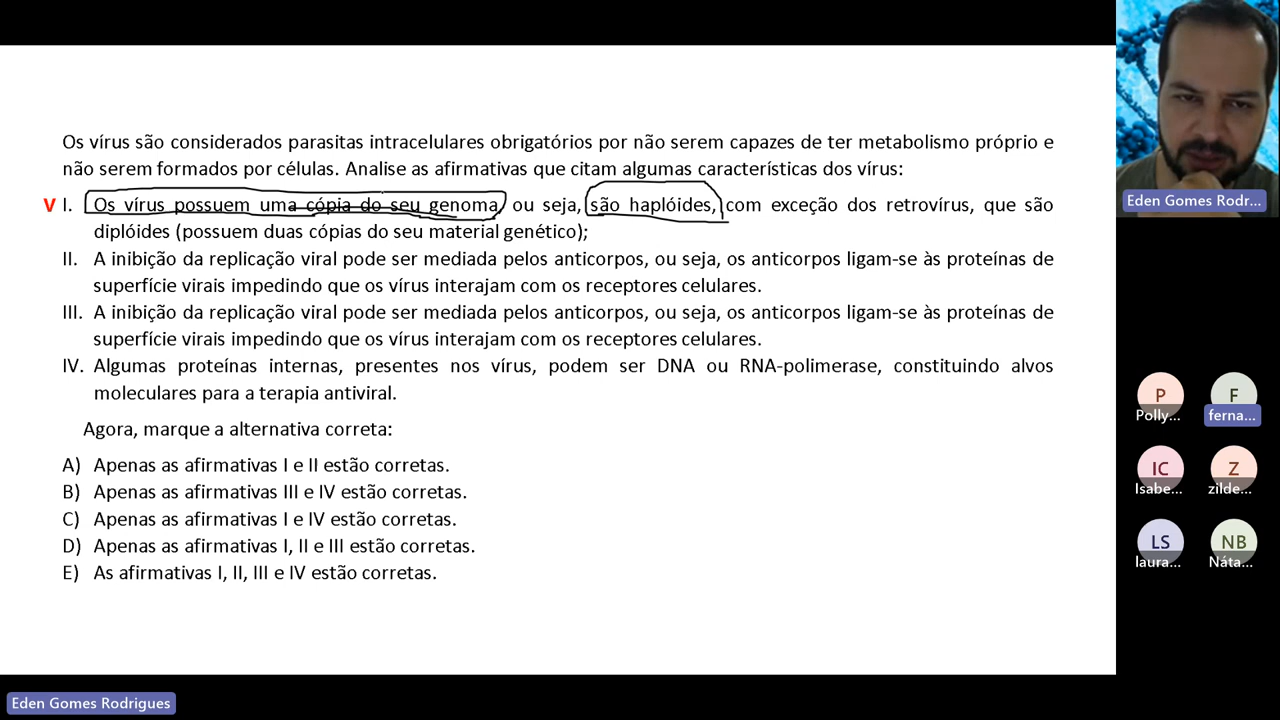 Os vírus são considerados parasitas intracelulares obrigatórios por não serem capazes de ter metabolismo próprio e
não serem formados por células. Analise as afirmativas que citam algumas características dos vírus:
V I. Os vírus possuem uma cópia do seu genoma, ou seja, são haplóides, com exceção dos retrovírus, que são
diplóides (possuem duas cópias do seu material genético);
II. A inibição da replicação viral pode ser mediada pelos anticorpos, ou seja, os anticorpos ligam-se às proteínas de
superfície virais impedindo que os vírus interajam com os receptores celulares.
III. A inibição da replicação viral pode ser mediada pelos anticorpos, ou seja, os anticorpos ligam-se às proteínas de
superfície virais impedindo que os vírus interajam com os receptores celulares.
IV. Algumas proteínas internas, presentes nos vírus, podem ser DNA ou RNA-polimerase, constituindo alvos
moleculares para a terapia antiviral.
Agora, marque a alternativa correta:
A) Apenas as afirmativas I e II estão corretas.
B) Apenas as afirmativas III e IV estão corretas.
C) Apenas as afirmativas I e IV estão corretas.
D) Apenas as afirmativas I, II e III estão corretas.
E) As afirmativas I, II, III e IV estão corretas.
Eden Gomes Rodr...
P F
Polly... ferna...
IC Z
Isabe... zilde...
LS NB
laura... Náta...
Eden Gomes Rodrigues